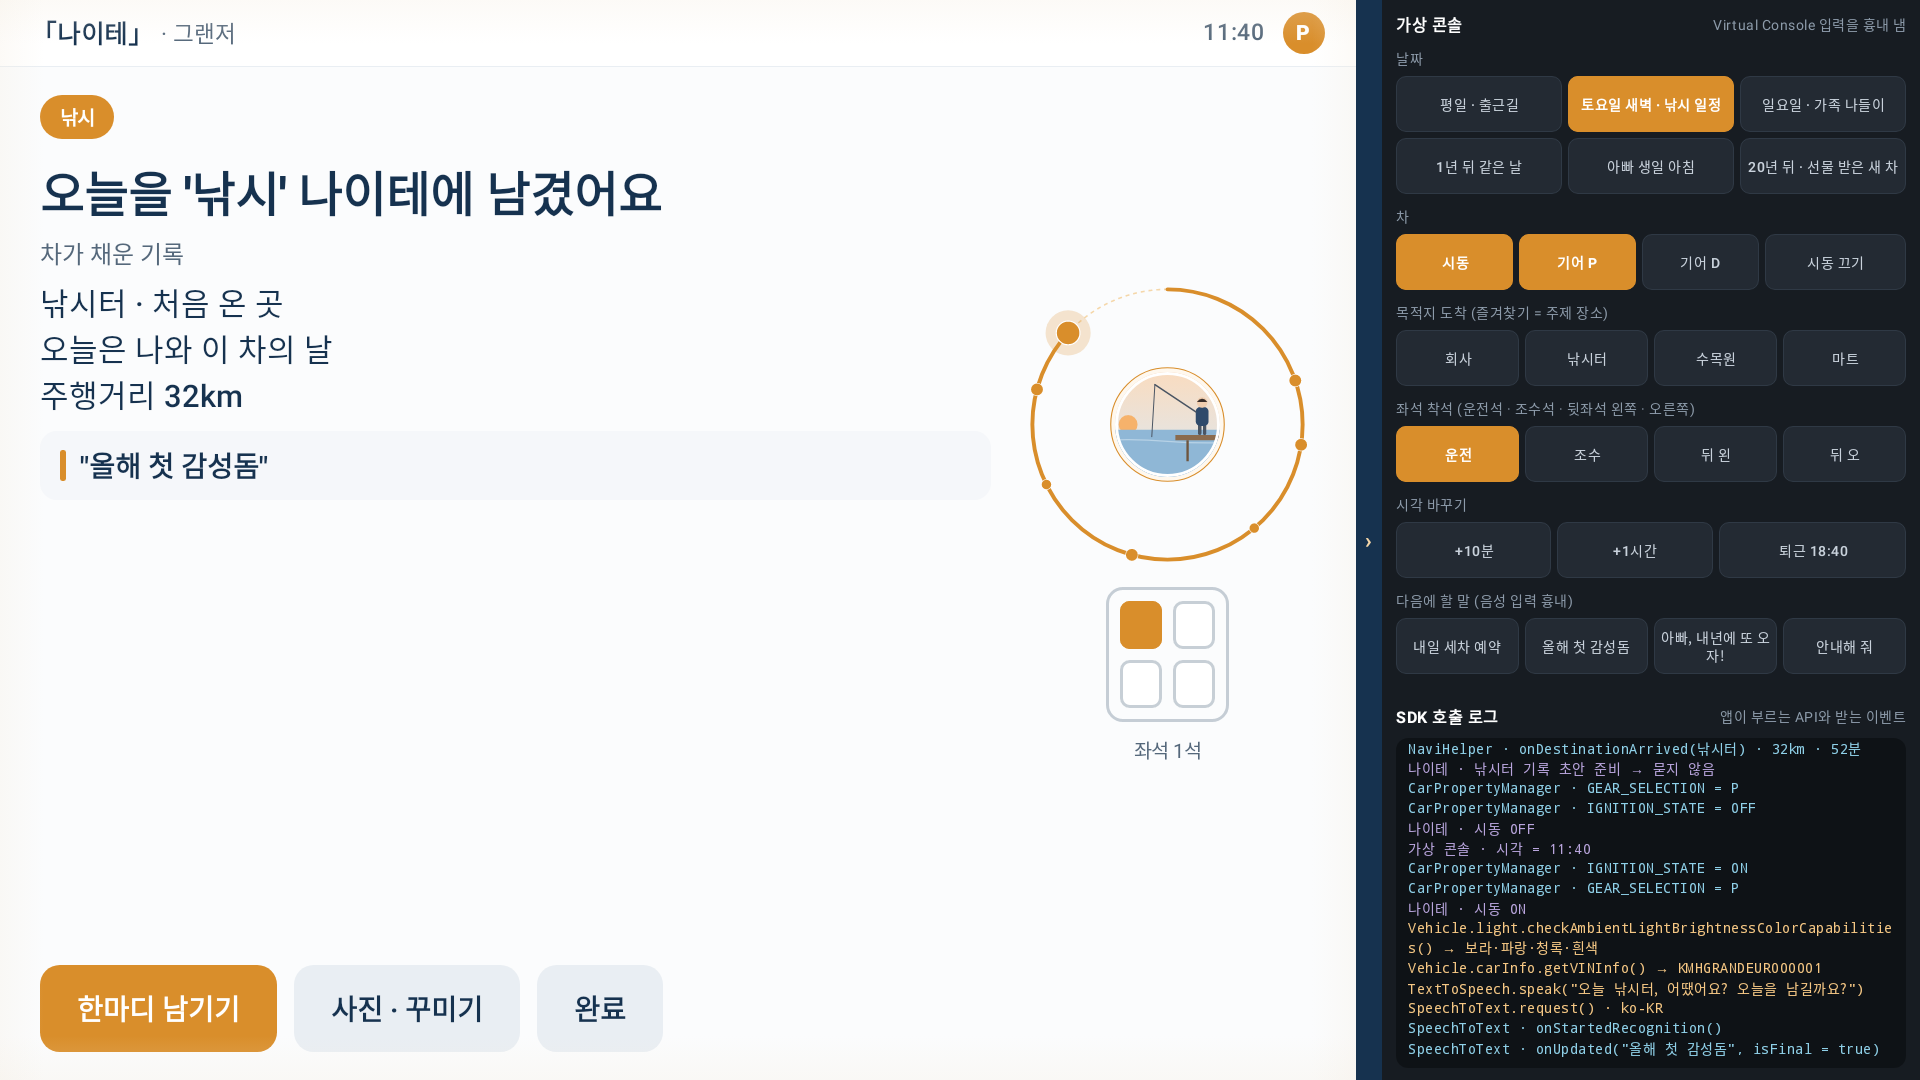 「나이테」 · 그랜저
11:40
P
낚시
오늘을 '낚시' 나이테에 남겼어요
차가 채운 기록
낚시터 · 처음 온 곳
오늘은 나와 이 차의 날
주행거리 32km
"올해 첫 감성돔"
좌석 1석
한마디 남기기
사진 · 꾸미기
완료
›
가상 콘솔
Virtual Console 입력을 흉내 냄
날짜
평일 · 출근길
토요일 새벽 · 낚시 일정
일요일 · 가족 나들이
1년 뒤 같은 날
아빠 생일 아침
20년 뒤 · 선물 받은 새 차
차
시동
기어 P
기어 D
시동 끄기
목적지 도착 (즐겨찾기 = 주제 장소)
회사
낚시터
수목원
마트
좌석 착석 (운전석 · 조수석 · 뒷좌석 왼쪽 · 오른쪽)
운전
조수
뒤 왼
뒤 오
시각 바꾸기
+10분
+1시간
퇴근 18:40
다음에 할 말 (음성 입력 흉내)
내일 세차 예약
올해 첫 감성돔
아빠, 내년에 또 오
자!
안내해 줘
SDK 호출 로그
앱이 부르는 API와 받는 이벤트
NaviHelper · onDestinationArrived(낚시터) · 32km · 52분
나이테 · 낚시터 기록 초안 준비 → 묻지 않음
CarPropertyManager · GEAR_SELECTION = P
CarPropertyManager · IGNITION_STATE = OFF
나이테 · 시동 OFF
가상 콘솔 · 시각 = 11:40
CarPropertyManager · IGNITION_STATE = ON
CarPropertyManager · GEAR_SELECTION = P
나이테 · 시동 ON
Vehicle.light.checkAmbientLightBrightnessColorCapabilitie
s() → 보라·파랑·청록·흰색
Vehicle.carInfo.getVINInfo() → KMHGRANDEUR000001
TextToSpeech.speak("오늘 낚시터, 어땠어요? 오늘을 남길까요?")
SpeechToText.request() · ko-KR
SpeechToText · onStartedRecognition()
SpeechToText · onUpdated("올해 첫 감성돔", isFinal = true)